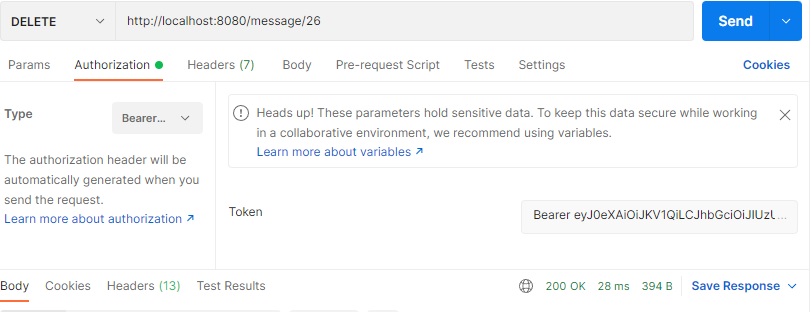 DELETE http://localhost:8080/message/26 Send
Params Authorization Headers (7) Body Pre-request Script Tests Settings Cookies
Type Bearer...
The authorization header will be
automatically generated when you
send the request.
Learn more about authorization ↗
Heads up! These parameters hold sensitive data. To keep this data secure while working
in a collaborative environment, we recommend using variables.
Learn more about variables ↗
Token Bearer eyJ0eXAiOiJKV1QiLCJhbGciOiJIUzU...
Body Cookies Headers (13) Test Results 200 OK 28 ms 394 B Save Response